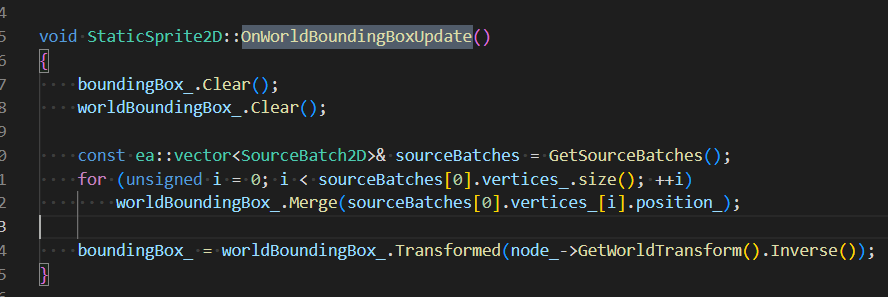 4
5 void StaticSprite2D::OnWorldBoundingBoxUpdate()
6 {
7 boundingBox_.Clear();
8 worldBoundingBox_.Clear();
9
0 const ea::vector<SourceBatch2D>& sourceBatches = GetSourceBatches();
1 for (unsigned i = 0; i < sourceBatches[0].vertices_.size(); ++i)
2 worldBoundingBox_.Merge(sourceBatches[0].vertices_[i].position_);
3
4 boundingBox_ = worldBoundingBox_.Transformed(node_->GetWorldTransform().Inverse());
5 }